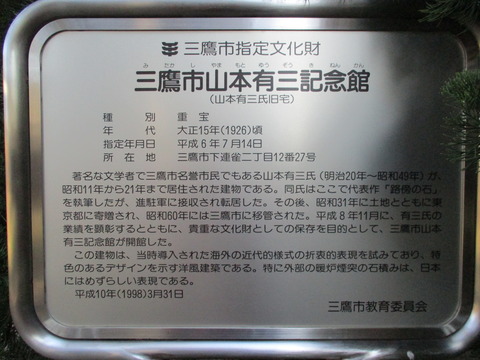 三鷹市指定文化財
み たか し やま もと ゆう ぞう き ねん かん
三鷹市山本有三記念館
(山本有三氏旧宅)
種別 重宝
年代 大正15年(1926)頃
指定年月日 平成6年7月14日
所在地 三鷹市下連雀二丁目12番27号
著名な文学者で三鷹市名誉市民でもある山本有三氏(明治20年〜昭和49年)が、
昭和11年から21年まで居住された建物である。同氏はここで代表作「路傍の石」
を執筆したが、進駐軍に接収され転居した。その後、昭和31年に土地とともに東
京都に寄贈され、昭和60年には三鷹市に移管された。平成8年11月に、有三氏の
業績を顕彰するとともに、貴重な文化財としての保存を目的として、三鷹市山本
有三記念館が開館した。
この建物は、当時導入された海外の近代的様式の折衷的表現を試みており、特
色のあるデザインを示す洋風建築である。特に外部の暖炉煙突の石積みは、日本
にはめずらしい表現である。
平成10年(1998)3月31日
三鷹市教育委員会